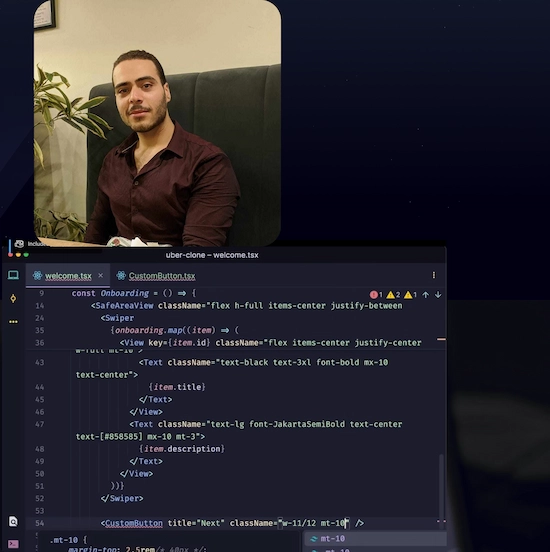 Include
uber-clone – welcome.tsx
welcome.tsx × CustomButton.tsx
9 const Onboarding = () => { 1 2 1
14 <SafeAreaView className="flex h-full items-center justify-between
24 <Swiper
35 {onboarding.map((item) => (
36 <View key={item.id} className="flex items-center justify-center
w-full mt-10">
43 <Text className="text-black text-3xl font-bold mx-10
text-center">
44 {item.title}
45 </Text>
46 </View>
47 <Text className="text-lg font-JakartaSemiBold text-center
text-[#858585] mx-10 mt-3">
48 {item.description}
49 </Text>
50 </View>
51 ))}
52 </Swiper>
53
54 <CustomButton title="Next" className="w-11/12 mt-10" />
.mt-10 {
mt-10
margin-top: 2.5rem/* 40px */;